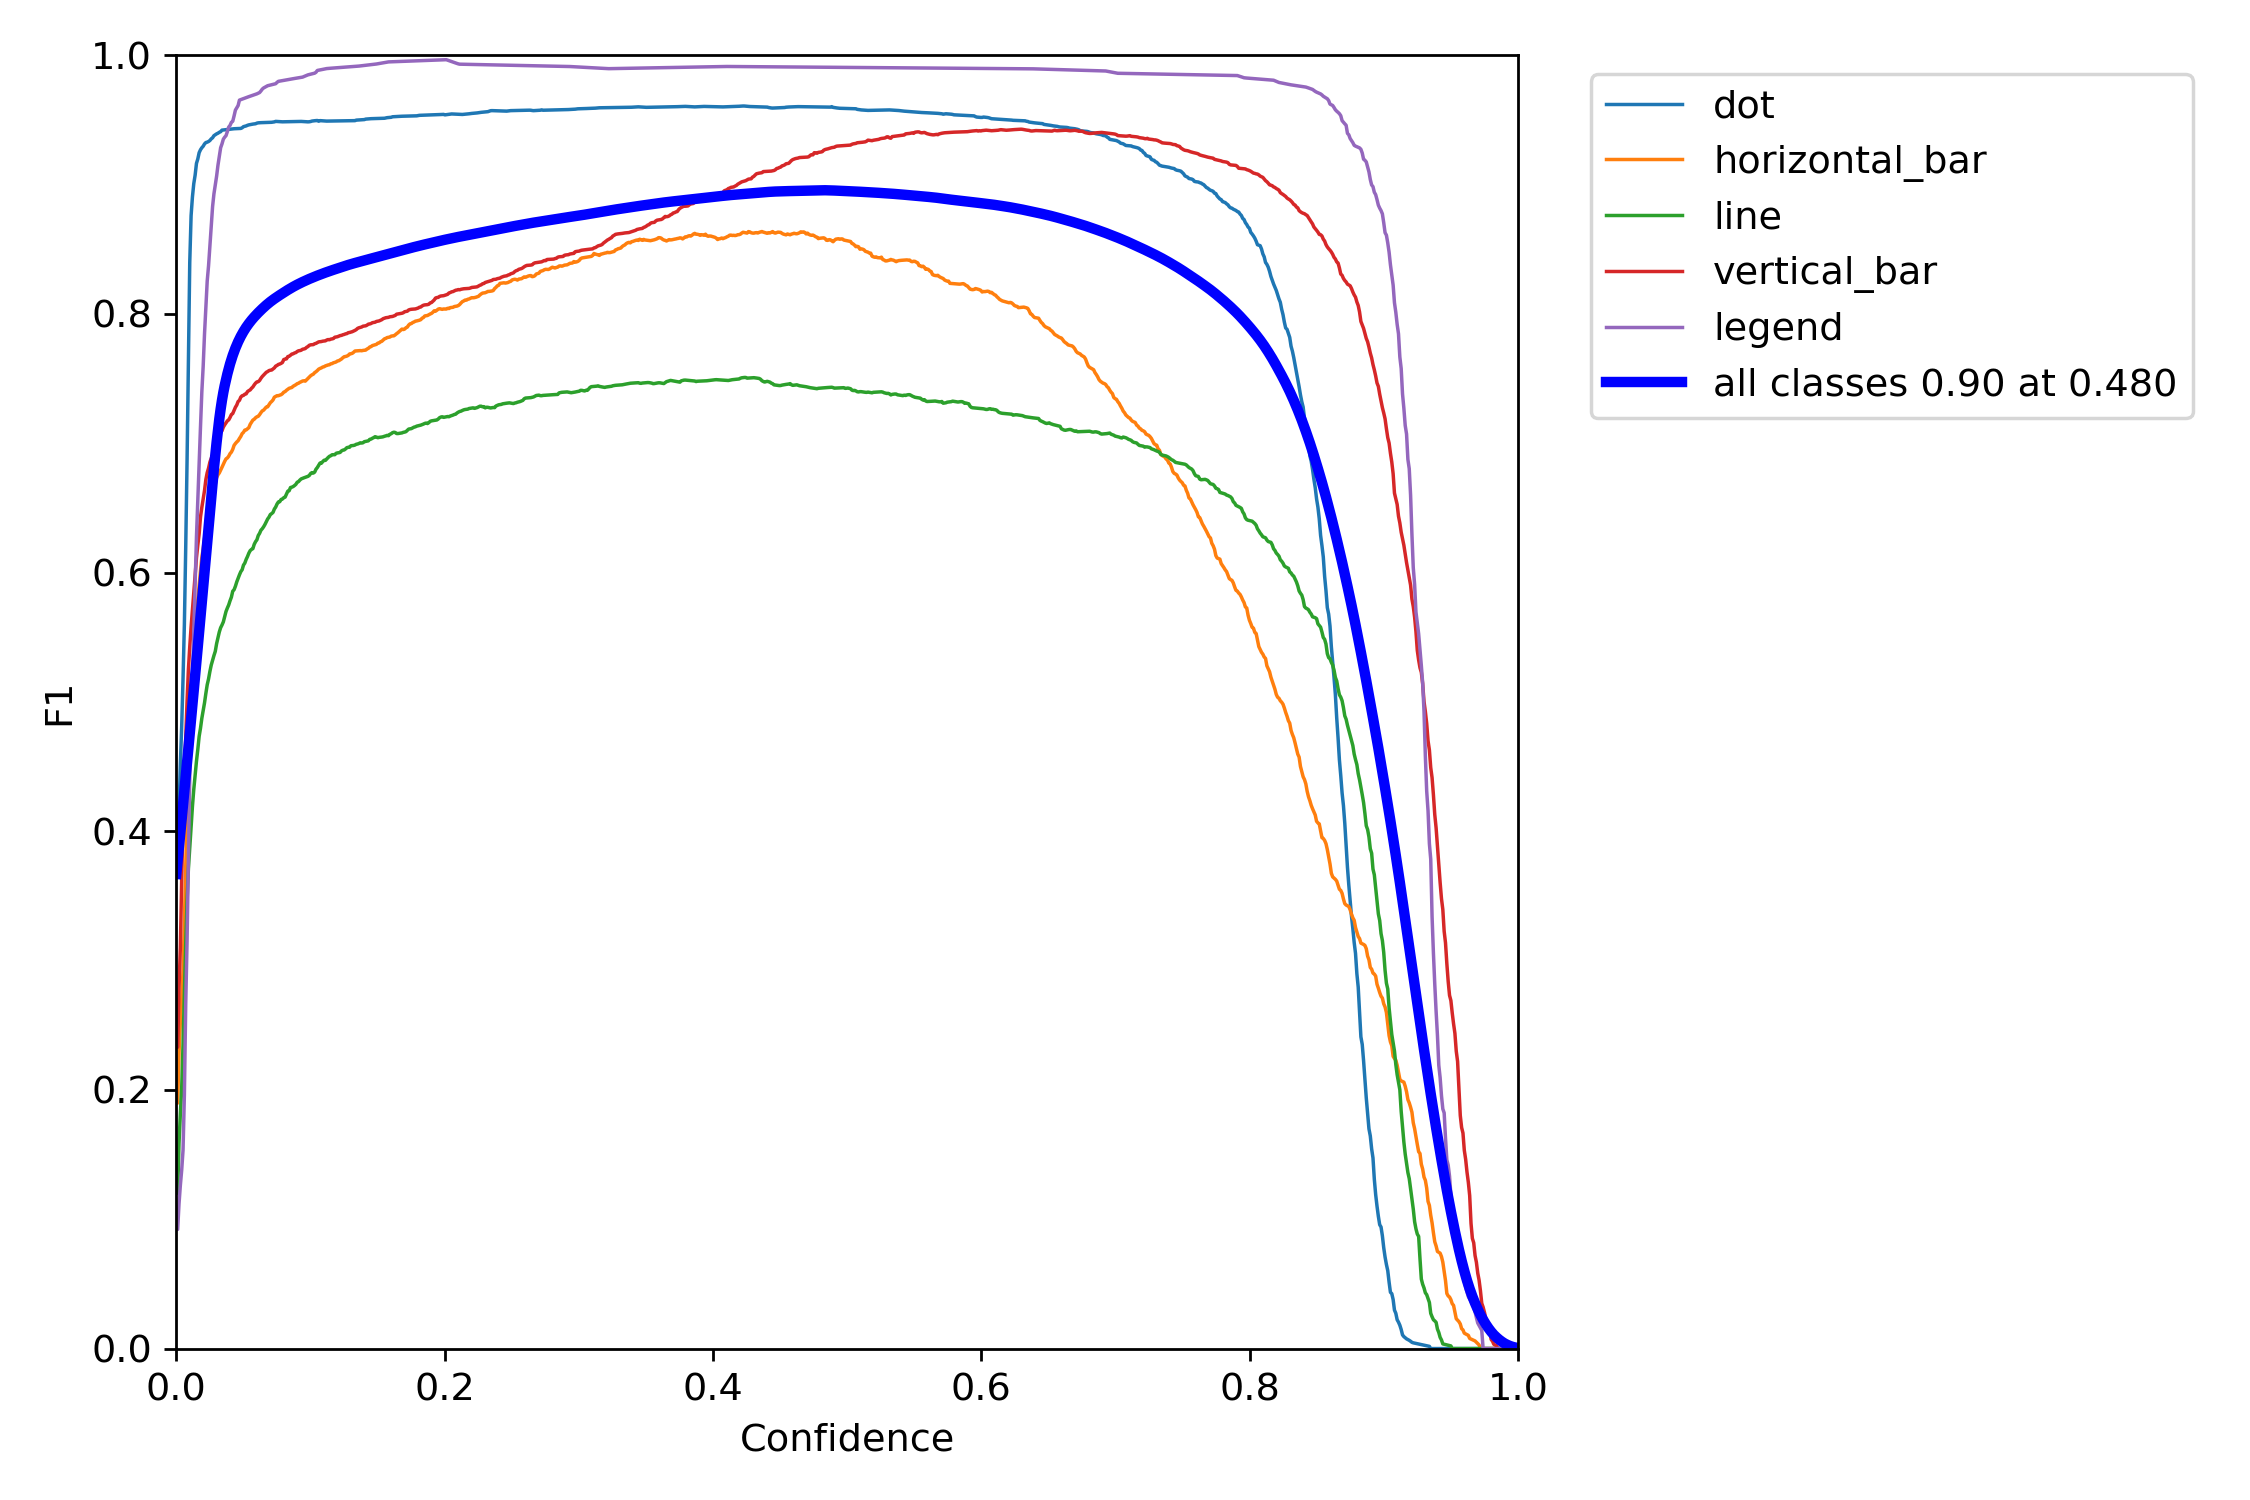 1.0
0.8
0.6
0.4
0.2
0.0
F1
0.0 0.2 0.4 0.6 0.8 1.0
Confidence
dot
horizontal_bar
line
vertical_bar
legend
all classes 0.90 at 0.480